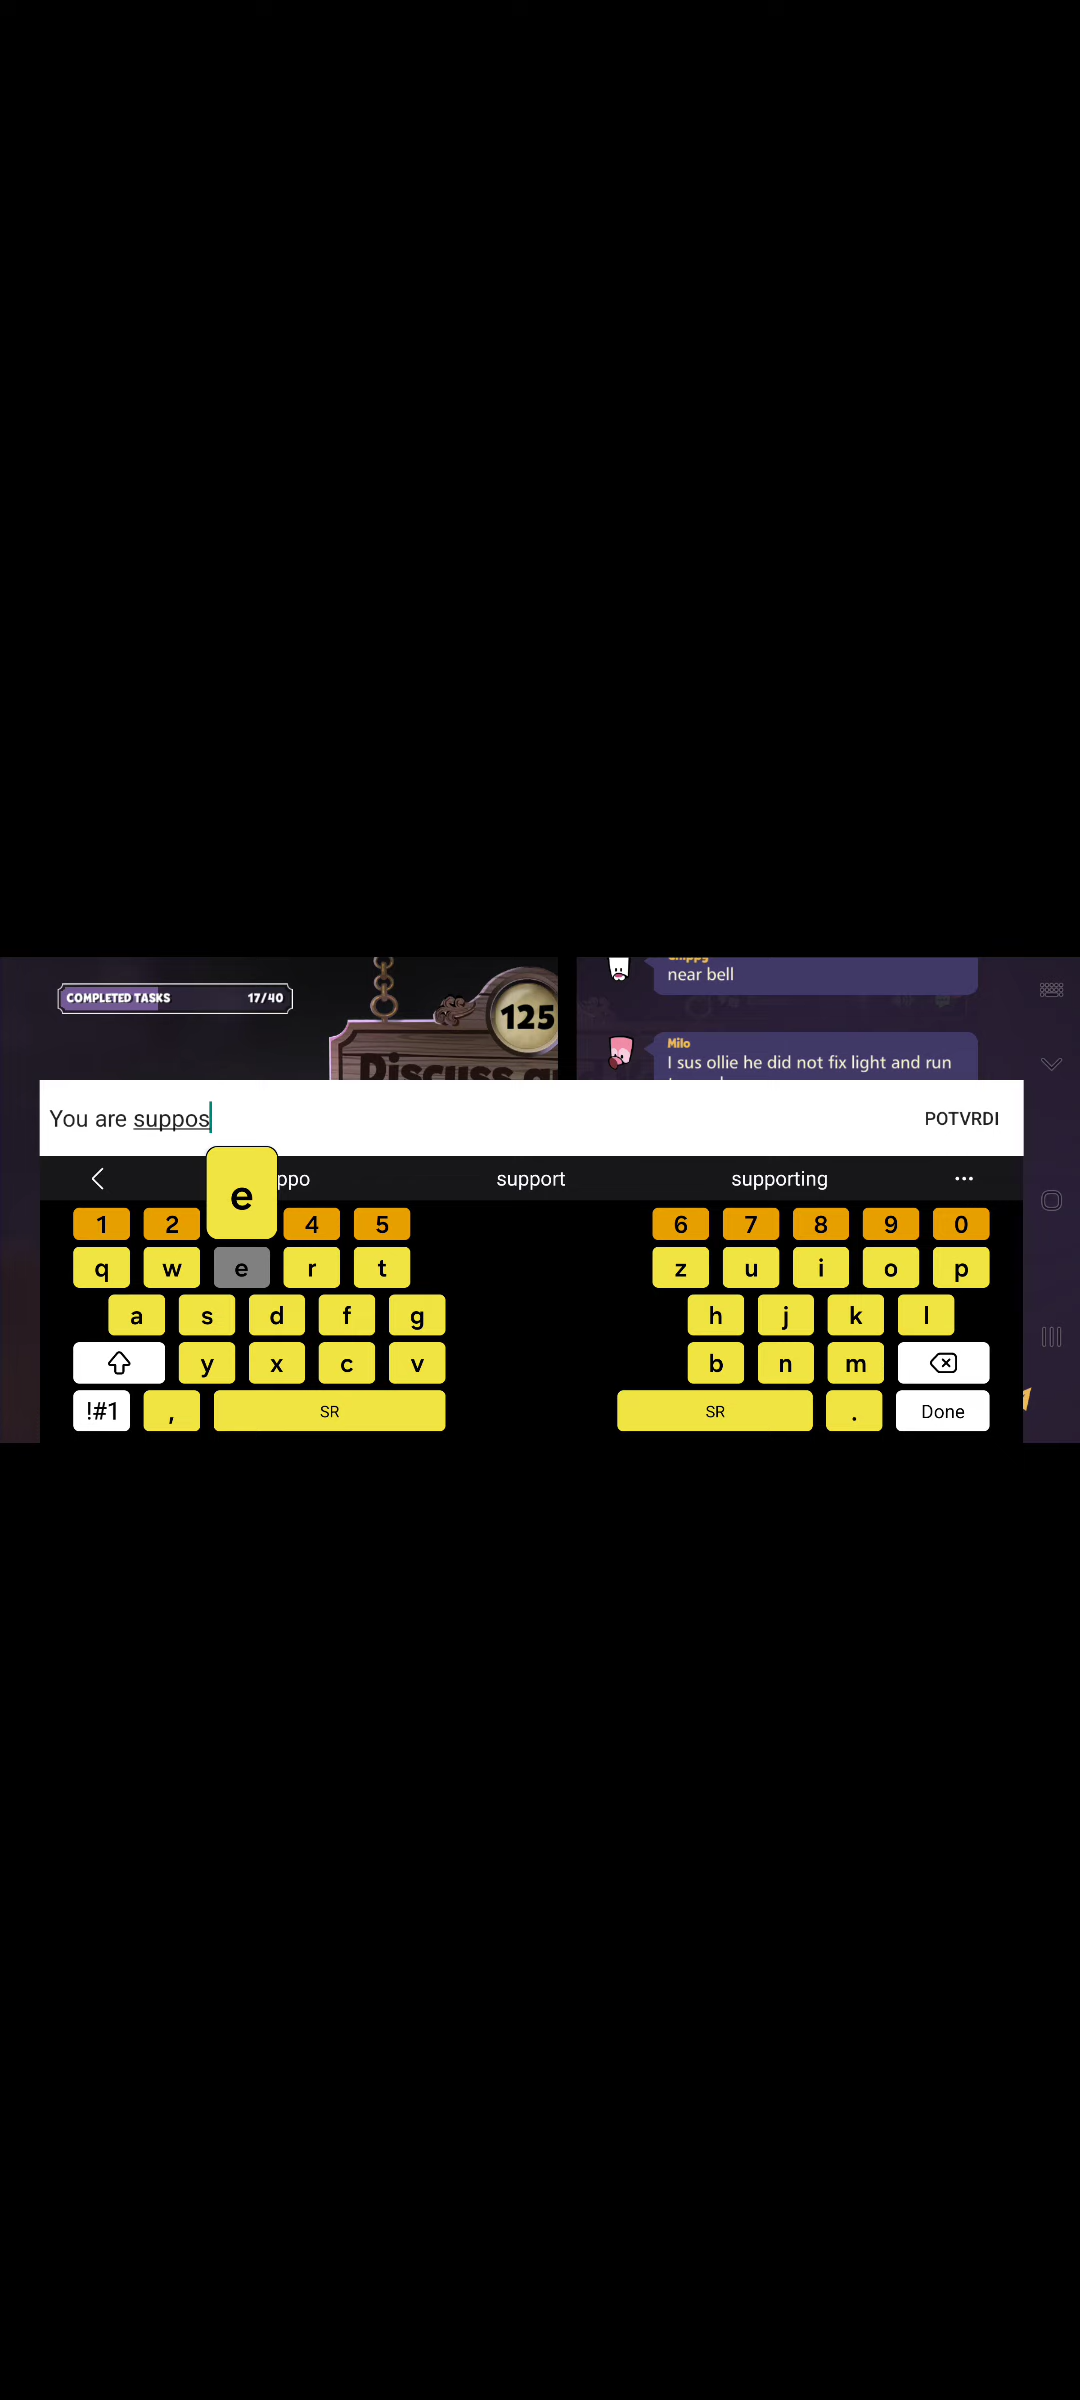 COMPLETED TASKS 17/40
125
near bell
Milo
I sus ollie he did not fix light and run
You are suppos
POTVRDI
e
support supporting
1 2 4 5 6 7 8 9 0
q w e r t z u i o p
a s d f g h j k l
y x c v b n m
!#1 , SR SR . Done